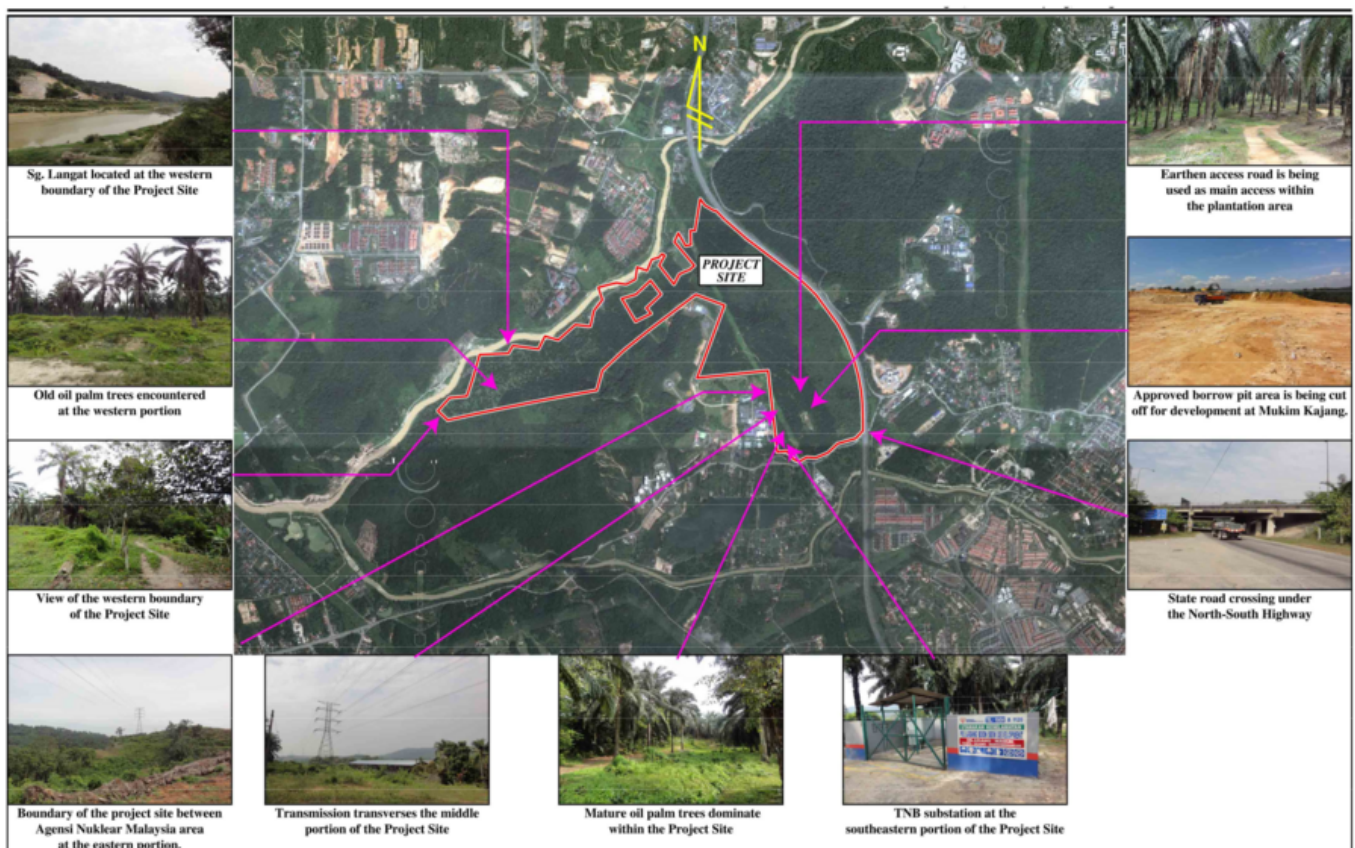 N
PROJECT
SITE
Sg. Langat located at the western
boundary of the Project Site
Old oil palm trees encountered
at the western portion
View of the western boundary
of the Project Site
Earthen access road is being
used as main access within
the plantation area
Approved borrow pit area is being cut
off for development at Mukim Kajang.
State road crossing under
the North-South Highway
Boundary of the project site between
Agensi Nuklear Malaysia area
at the eastern portion.
Transmission transverses the middle
portion of the Project Site
Mature oil palm trees dominate
within the Project Site
TNB substation at the
southeastern portion of the Project Site